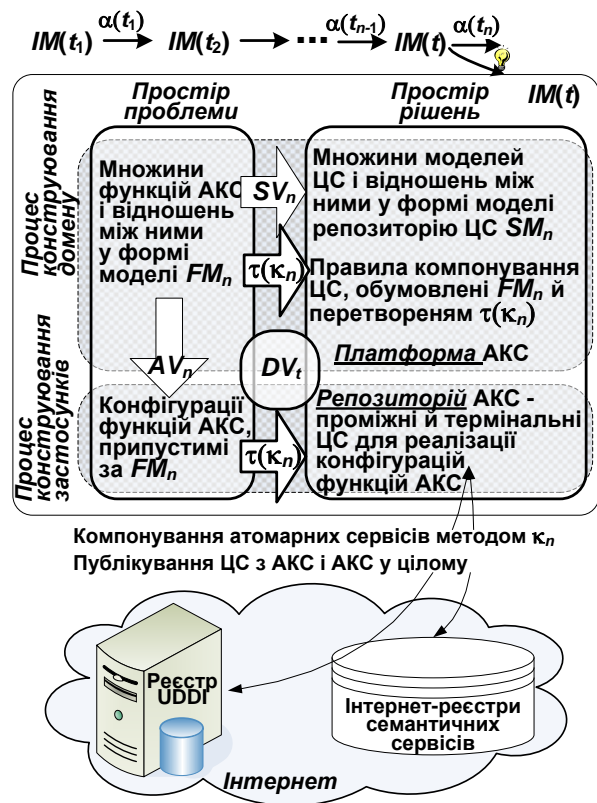 IM(t₁) α(t₁) IM(t₂) ... α(tₙ₋₁) IM(t) α(tₙ)
IM(t)
Простір
проблеми
Простір
рішень
Процес
конструювання
домену
Множини
функцій АКС
і відношень
між ними
у формі
моделі FMₙ
SVₙ
τ(κₙ)
Множини моделей
ЦС і відношень між
ними у формі моделі
репозиторію ЦС SMₙ
Правила компонування
ЦС, обумовлені FMₙ й
перетвореням τ(κₙ)
Платформа АКС
AVₙ
DVₜ
Процес
конструювання
застосунків
Конфігурації
функцій АКС,
припустимі
за FMₙ
τ(κₙ)
Репозиторій АКС -
проміжні й термінальні
ЦС для реалізації
конфігурацій
функцій АКС
Компонування атомарних сервісів методом κₙ
Публікування ЦС з АКС і АКС у цілому
Реєстр
UDDI
Інтернет-реєстри
семантичних
сервісів
Інтернет